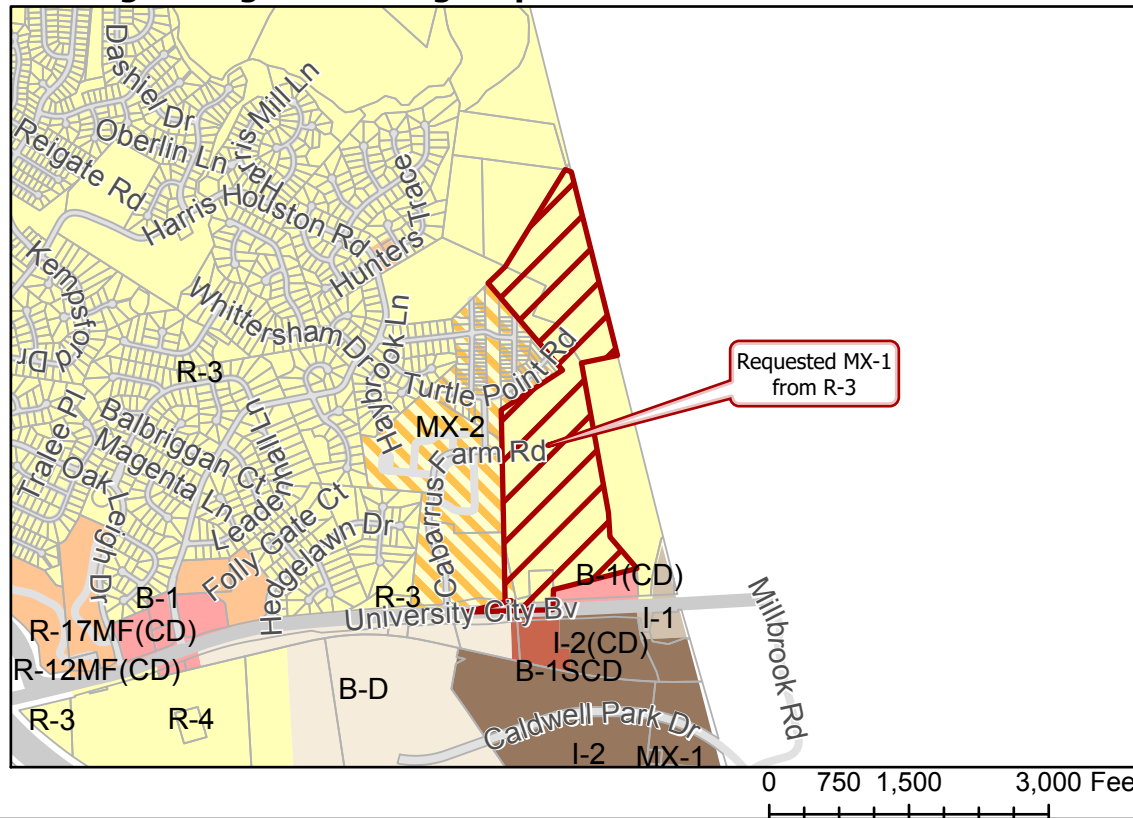 Dashiel Dr
Oberlin Ln
Harris Mill Ln
Reigate Rd
Harris Houston Rd
Hunters Trace
Kempsford Dr
Whittersham Dr
Haybrook Ln
Turtle Point Rd
R-3
Requested MX-1
from R-3
MX-2
Cabarrus Farm Rd
Tralee Pl
Balbriggan Ct
Magenta Ln
Oak Leigh Dr
Leadenhall Ln
Folly Gate Ct
Hedgelawn Dr
B-1
R-3
B-1(CD)
University City Bv
I-1
R-17MF(CD)
I-2(CD)
R-12MF(CD)
B-1SCD
Millbrook Rd
B-D
R-3
R-4
Caldwell Park Dr
I-2
MX-1
0 750 1,500 3,000 Fee